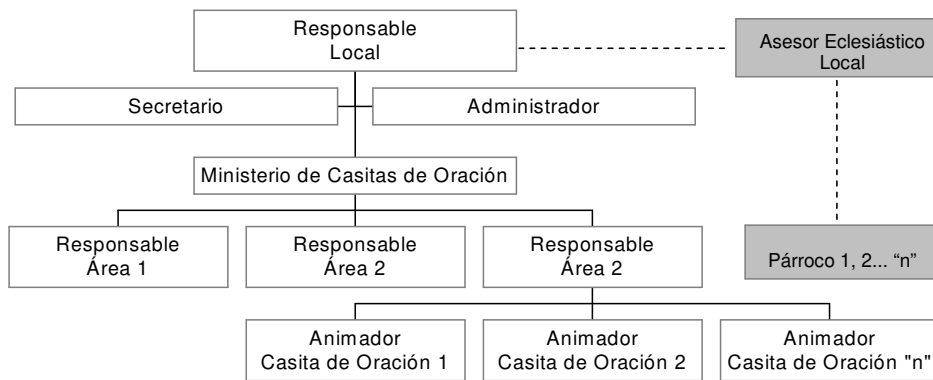 Responsable
Local
Asesor Eclesiástico
Local
Secretario
Administrador
Ministerio de Casitas de Oración
Responsable
Área 1
Responsable
Área 2
Responsable
Área 2
Párroco 1, 2... “n”
Animador
Casita de Oración 1
Animador
Casita de Oración 2
Animador
Casita de Oración "n"